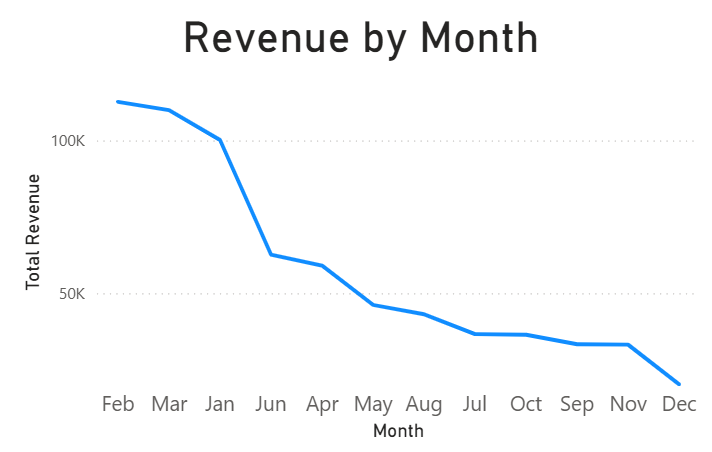 Revenue by Month
100K
50K
Total Revenue
Feb Mar Jan Jun Apr May Aug Jul Oct Sep Nov Dec
Month